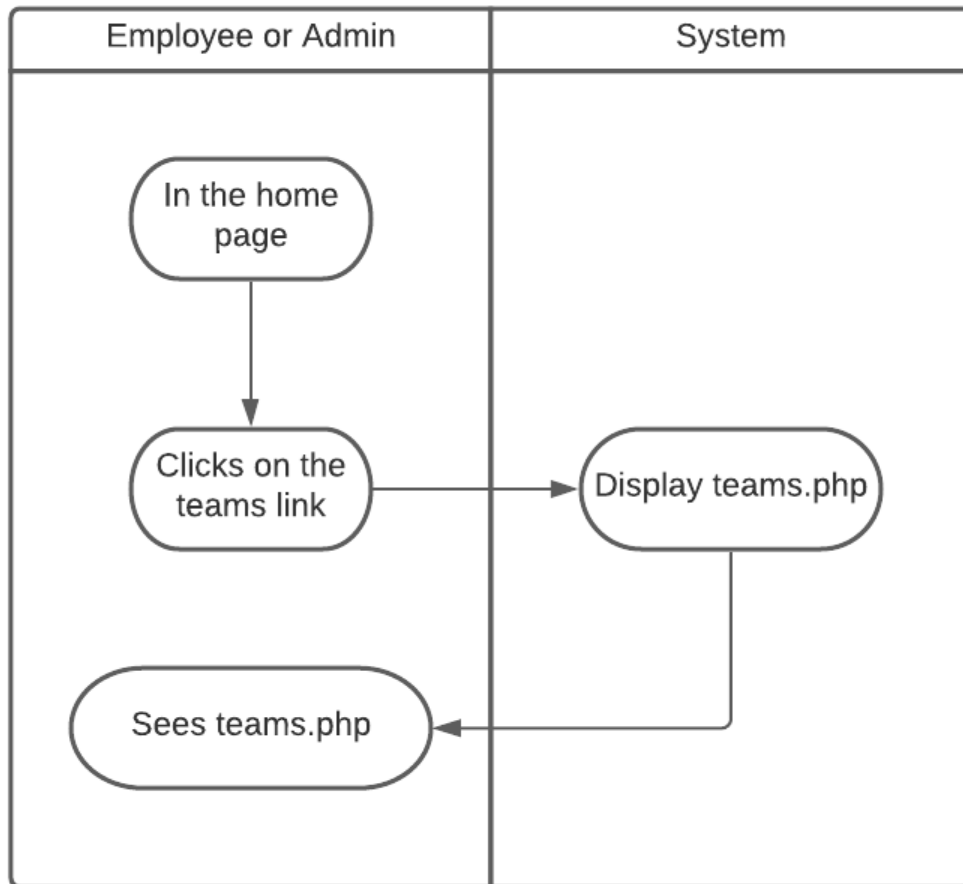 Employee or Admin
System
In the home
page
Clicks on the
teams link
Display teams.php
Sees teams.php